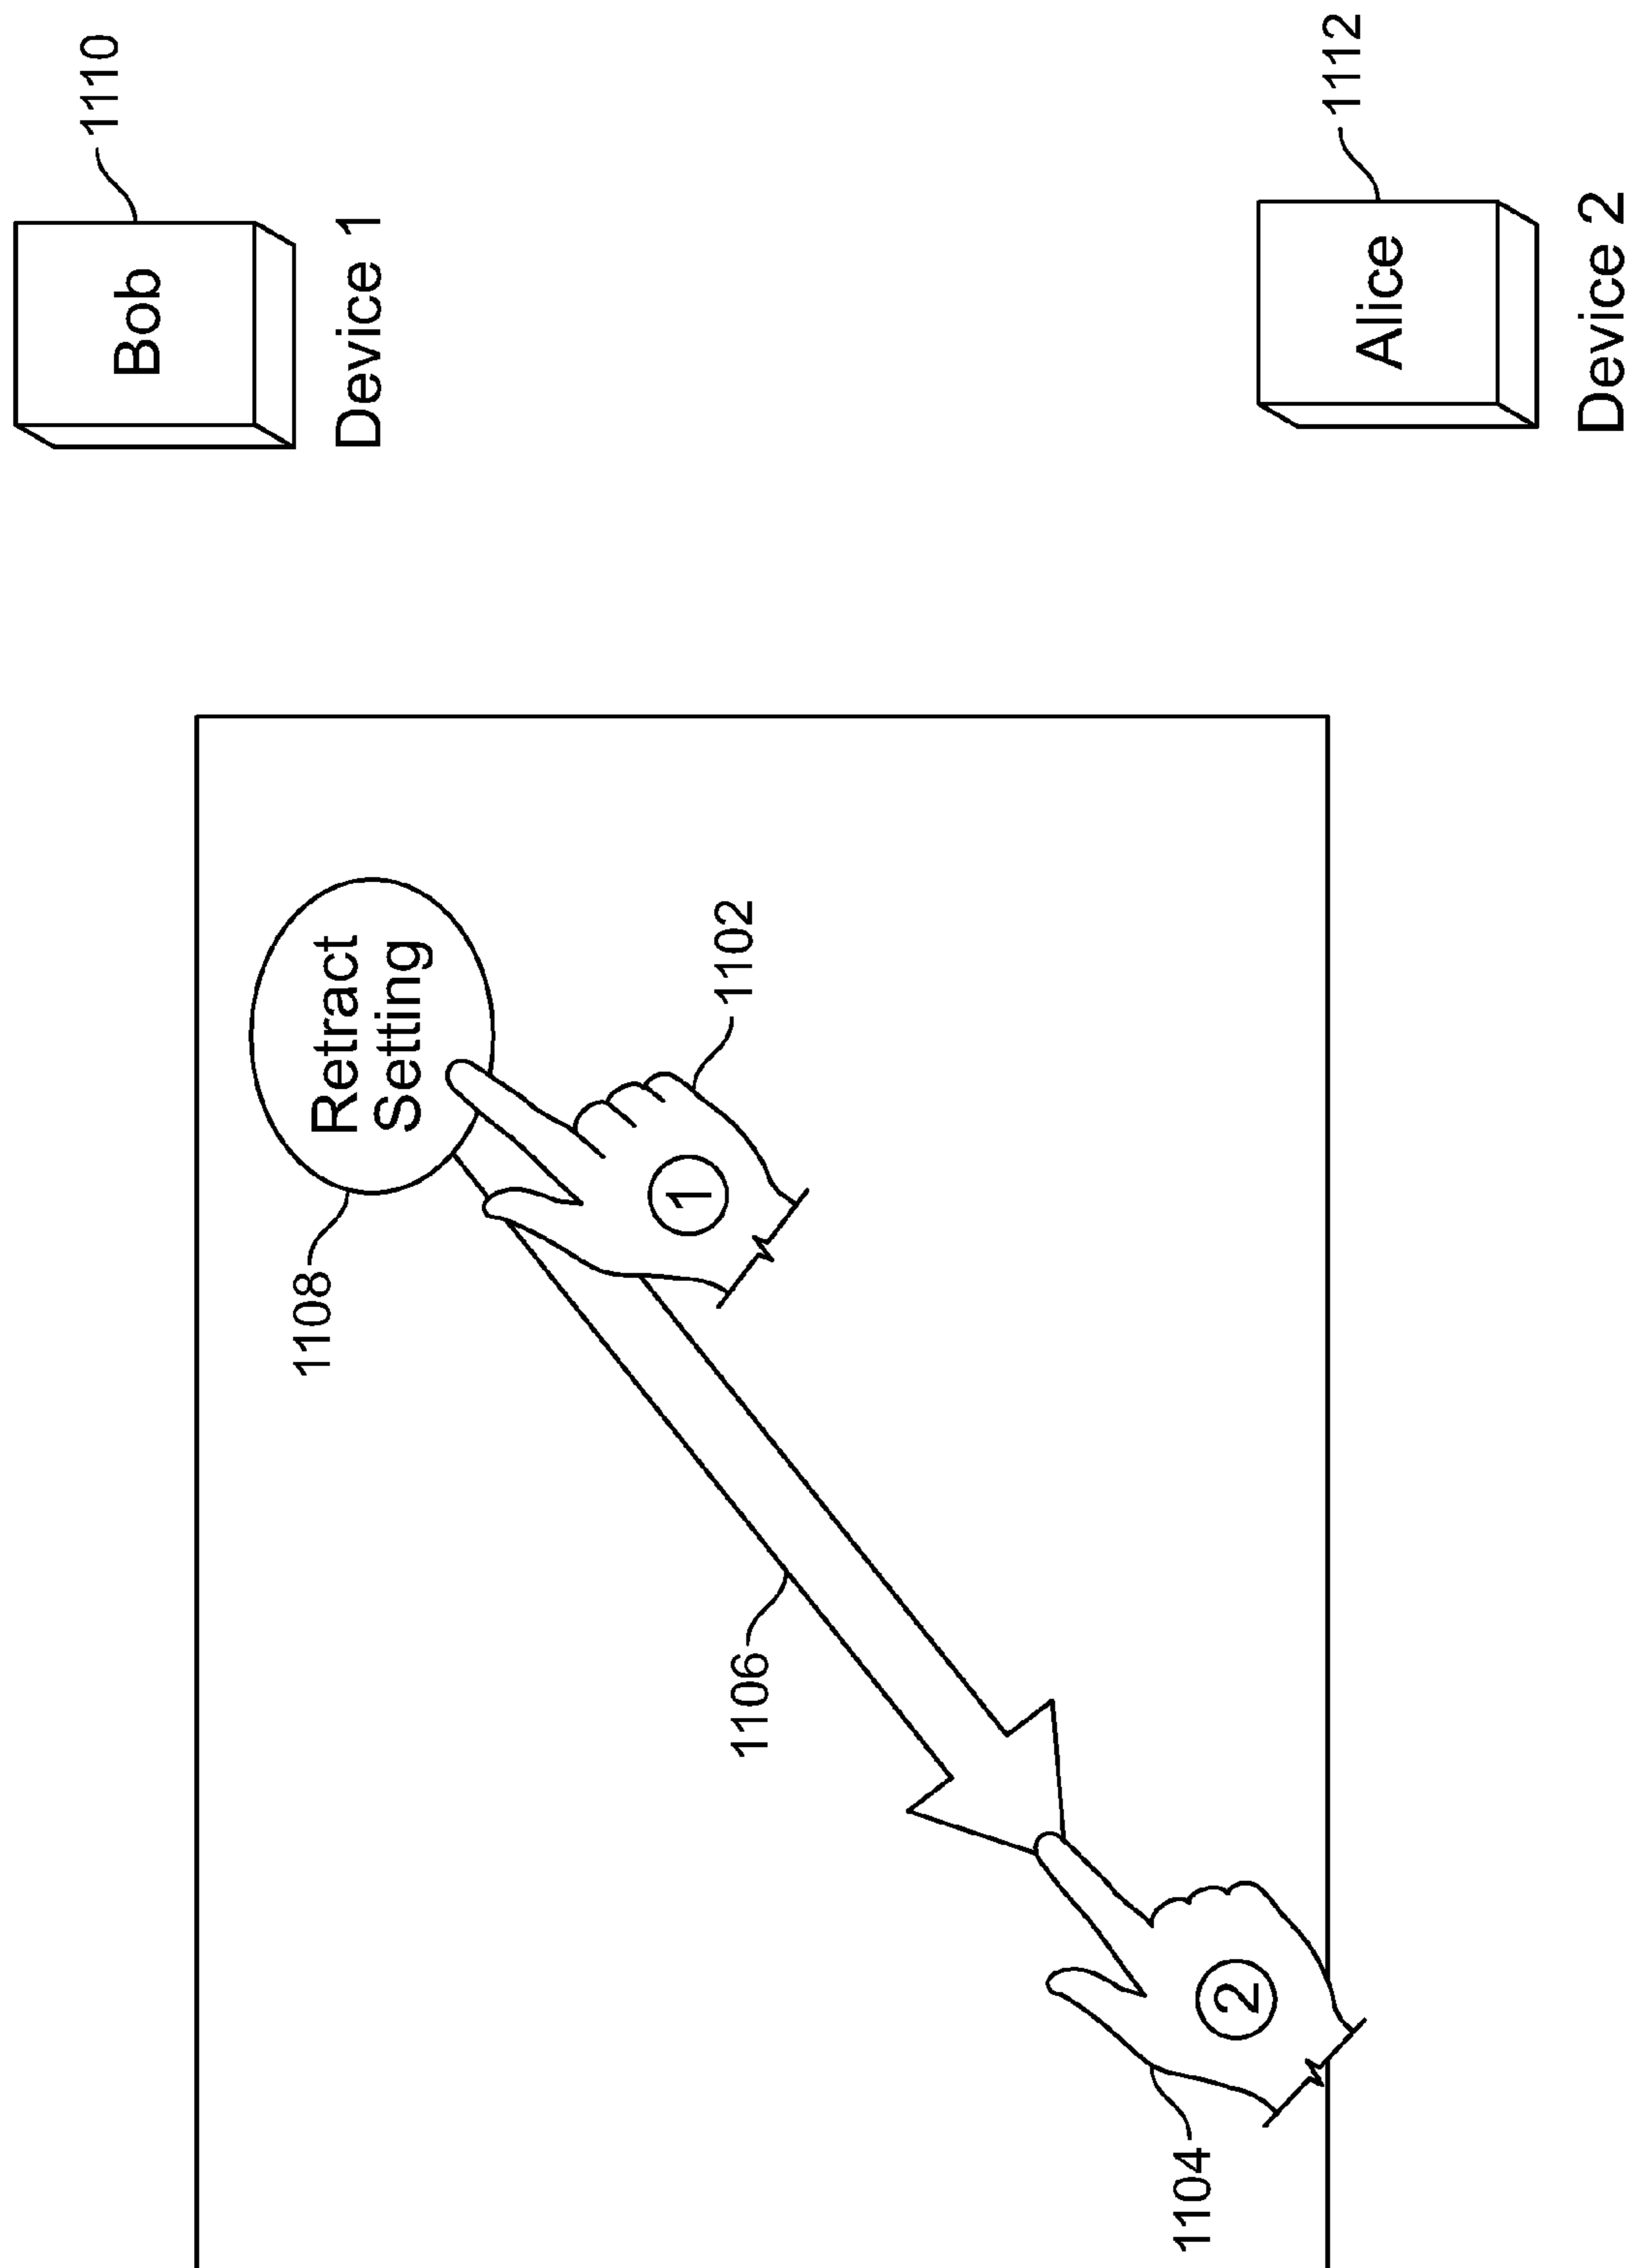 1110
Bob
Device 1
1108
Retract
Setting
1
1102
1106
1104
2
1112
Alice
Device 2